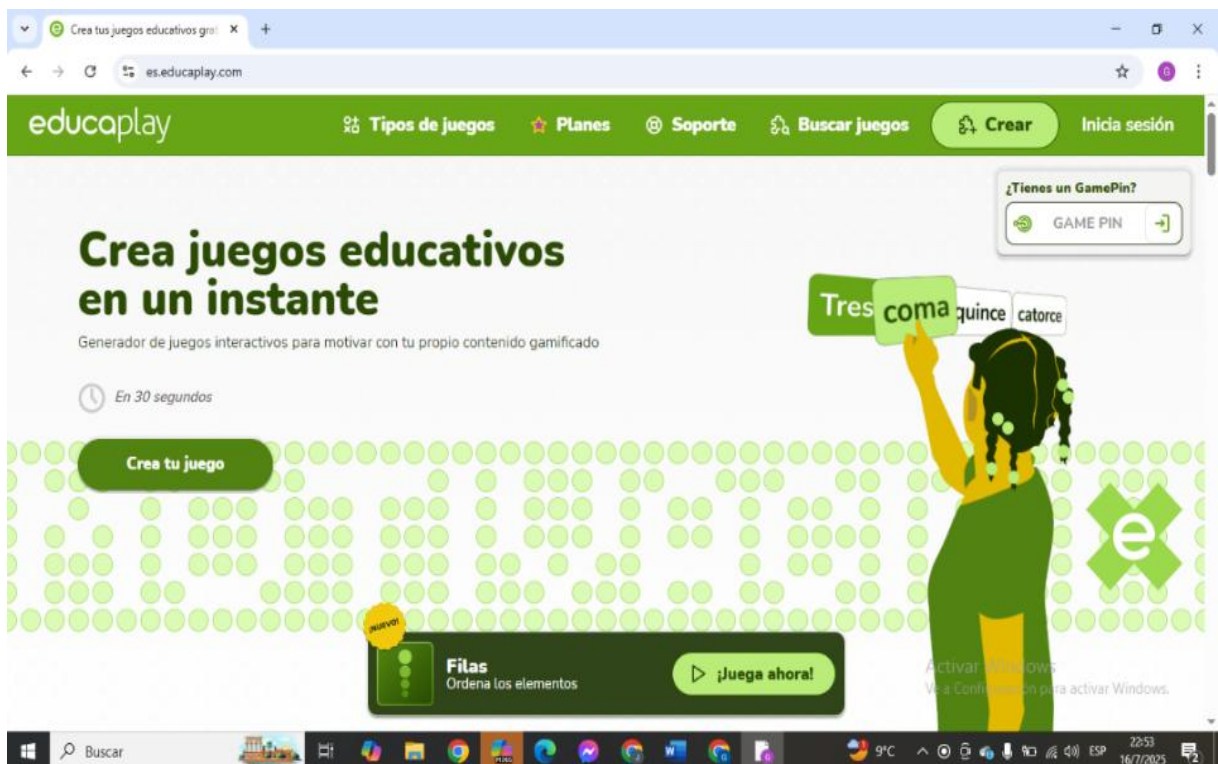 Crea tus juegos educativos gra
es.educaplay.com
G
educaplay
Tipos de juegos
Planes
Soporte
Buscar juegos
Crear
Inicia sesión
¿Tienes un GamePin?
GAME PIN
Crea juegos educativos
en un instante
Generador de juegos interactivos para motivar con tu propio contenido gamificado
En 30 segundos
Crea tu juego
Tres coma quince catorce
e
¡NUEVO!
Filas
Ordena los elementos
¡Juega ahora!
Activar Windows
Ve a Configuración para activar Windows.
Buscar
9°C
ESP
22:53
16/7/2025